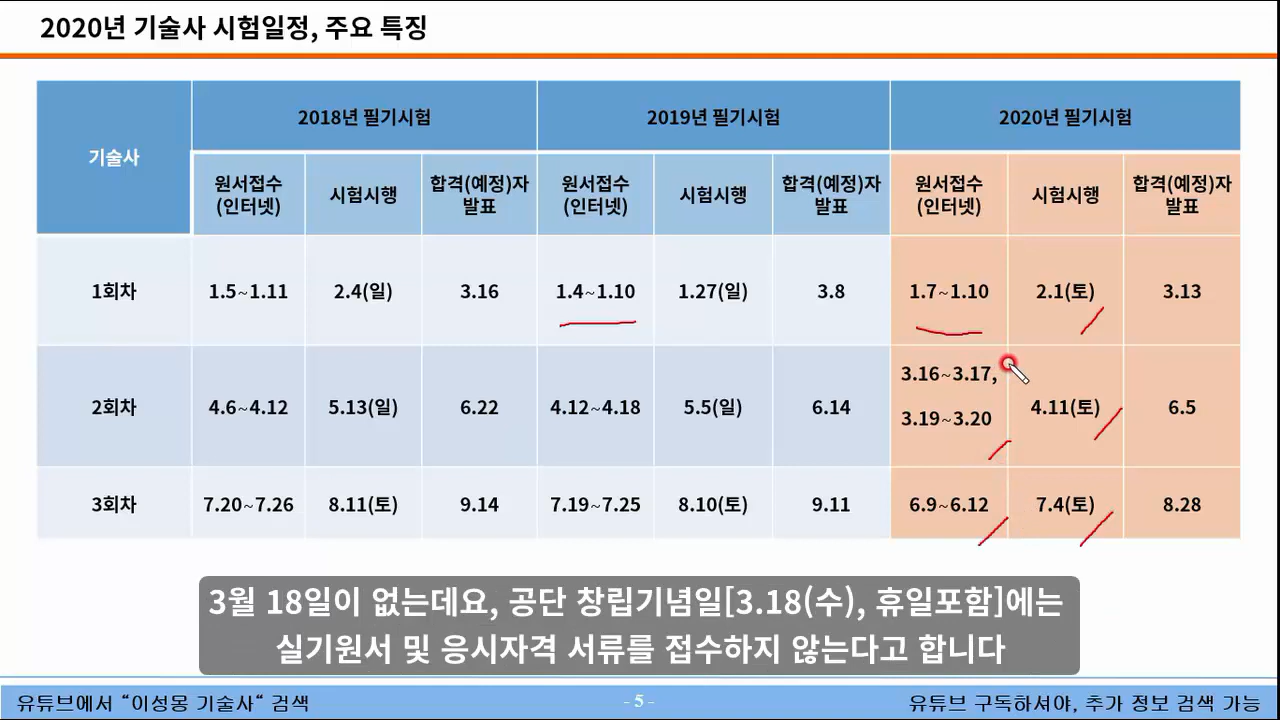 2020년 기술사 시험일정, 주요 특징
기술사
2018년 필기시험
2019년 필기시험
2020년 필기시험
원서접수
(인터넷)
시험시행
합격(예정)자
발표
원서접수
(인터넷)
시험시행
합격(예정)자
발표
원서접수
(인터넷)
시험시행
합격(예정)자
발표
1회차
1.5~1.11
2.4(일)
3.16
1.4~1.10
1.27(일)
3.8
1.7~1.10
2.1(토)
3.13
2회차
4.6~4.12
5.13(일)
6.22
4.12~4.18
5.5(일)
6.14
3.16~3.17,
3.19~3.20
4.11(토)
6.5
3회차
7.20~7.26
8.11(토)
9.14
7.19~7.25
8.10(토)
9.11
6.9~6.12
7.4(토)
8.28
3월 18일이 없는데요, 공단 창립기념일[3.18(수), 휴일포함]에는
실기원서 및 응시자격 서류를 접수하지 않는다고 합니다
유튜브에서 “이성몽 기술사“ 검색
- 5 -
유튜브 구독하셔야, 추가 정보 검색 가능